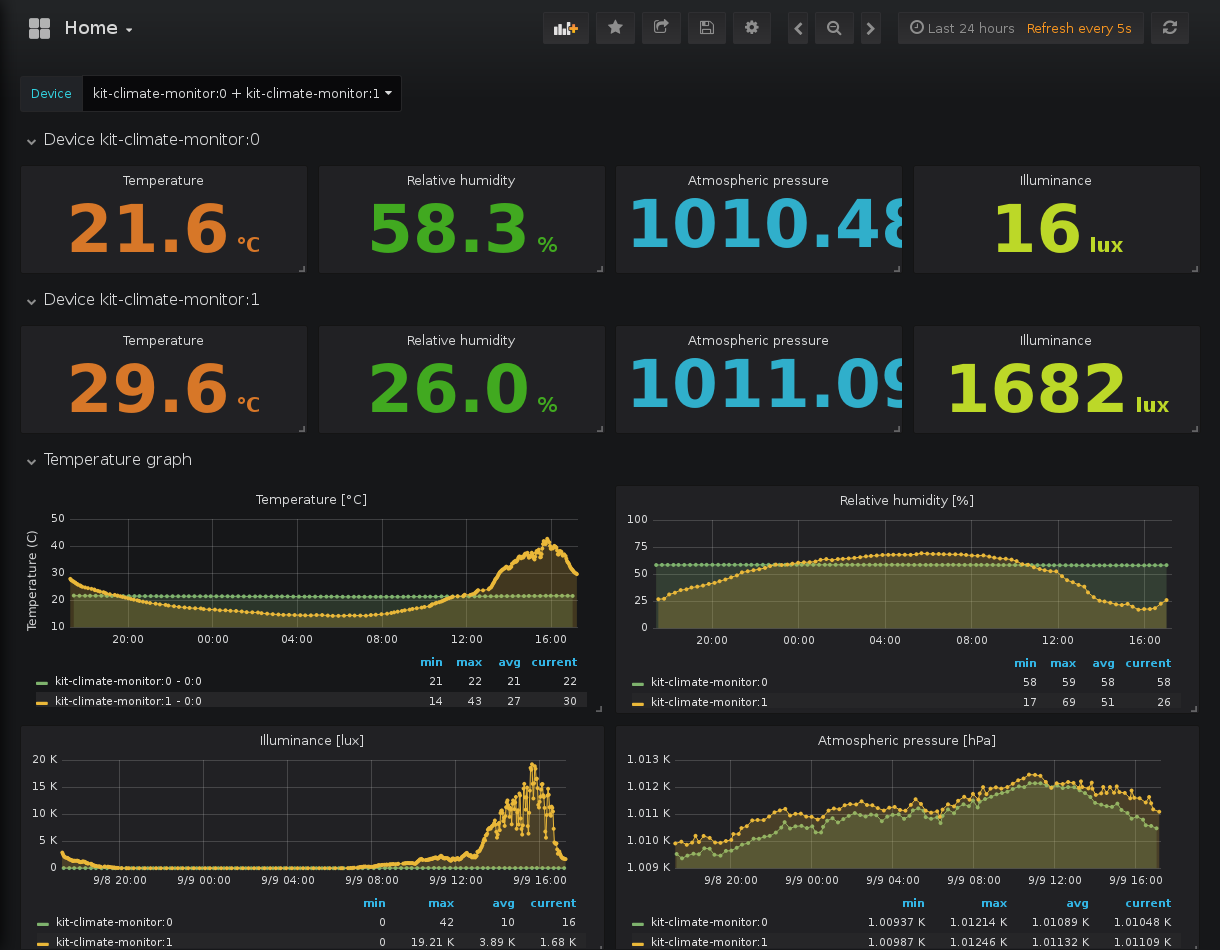 Home
Last 24 hours Refresh every 5s
Device kit-climate-monitor:0 + kit-climate-monitor:1
Device kit-climate-monitor:0
Temperature Relative humidity Atmospheric pressure Illuminance
21.6 °C 58.3 % 1010.48 16 lux
Device kit-climate-monitor:1
Temperature Relative humidity Atmospheric pressure Illuminance
29.6 °C 26.0 % 1011.09 1682 lux
Temperature graph
Temperature [°C]
Temperature (C)
50
40
30
20
10
20:00 00:00 04:00 08:00 12:00 16:00
min max avg current
kit-climate-monitor:0 - 0:0 21 22 21 22
kit-climate-monitor:1 - 0:0 14 43 27 30
Relative humidity [%]
100
75
50
25
0
20:00 00:00 04:00 08:00 12:00 16:00
min max avg current
kit-climate-monitor:0 58 59 58 58
kit-climate-monitor:1 17 69 51 26
Illuminance [lux]
20 K
15 K
10 K
5 K
0
9/8 20:00 9/9 00:00 9/9 04:00 9/9 08:00 9/9 12:00 9/9 16:00
min max avg current
kit-climate-monitor:0 0 42 10 16
kit-climate-monitor:1 0 19.21 K 3.89 K 1.68 K
Atmospheric pressure [hPa]
1.013 K
1.012 K
1.011 K
1.010 K
1.009 K
9/8 20:00 9/9 00:00 9/9 04:00 9/9 08:00 9/9 12:00 9/9 16:00
min max avg current
kit-climate-monitor:0 1.00937 K 1.01214 K 1.01089 K 1.01048 K
kit-climate-monitor:1 1.00987 K 1.01246 K 1.01132 K 1.01109 K